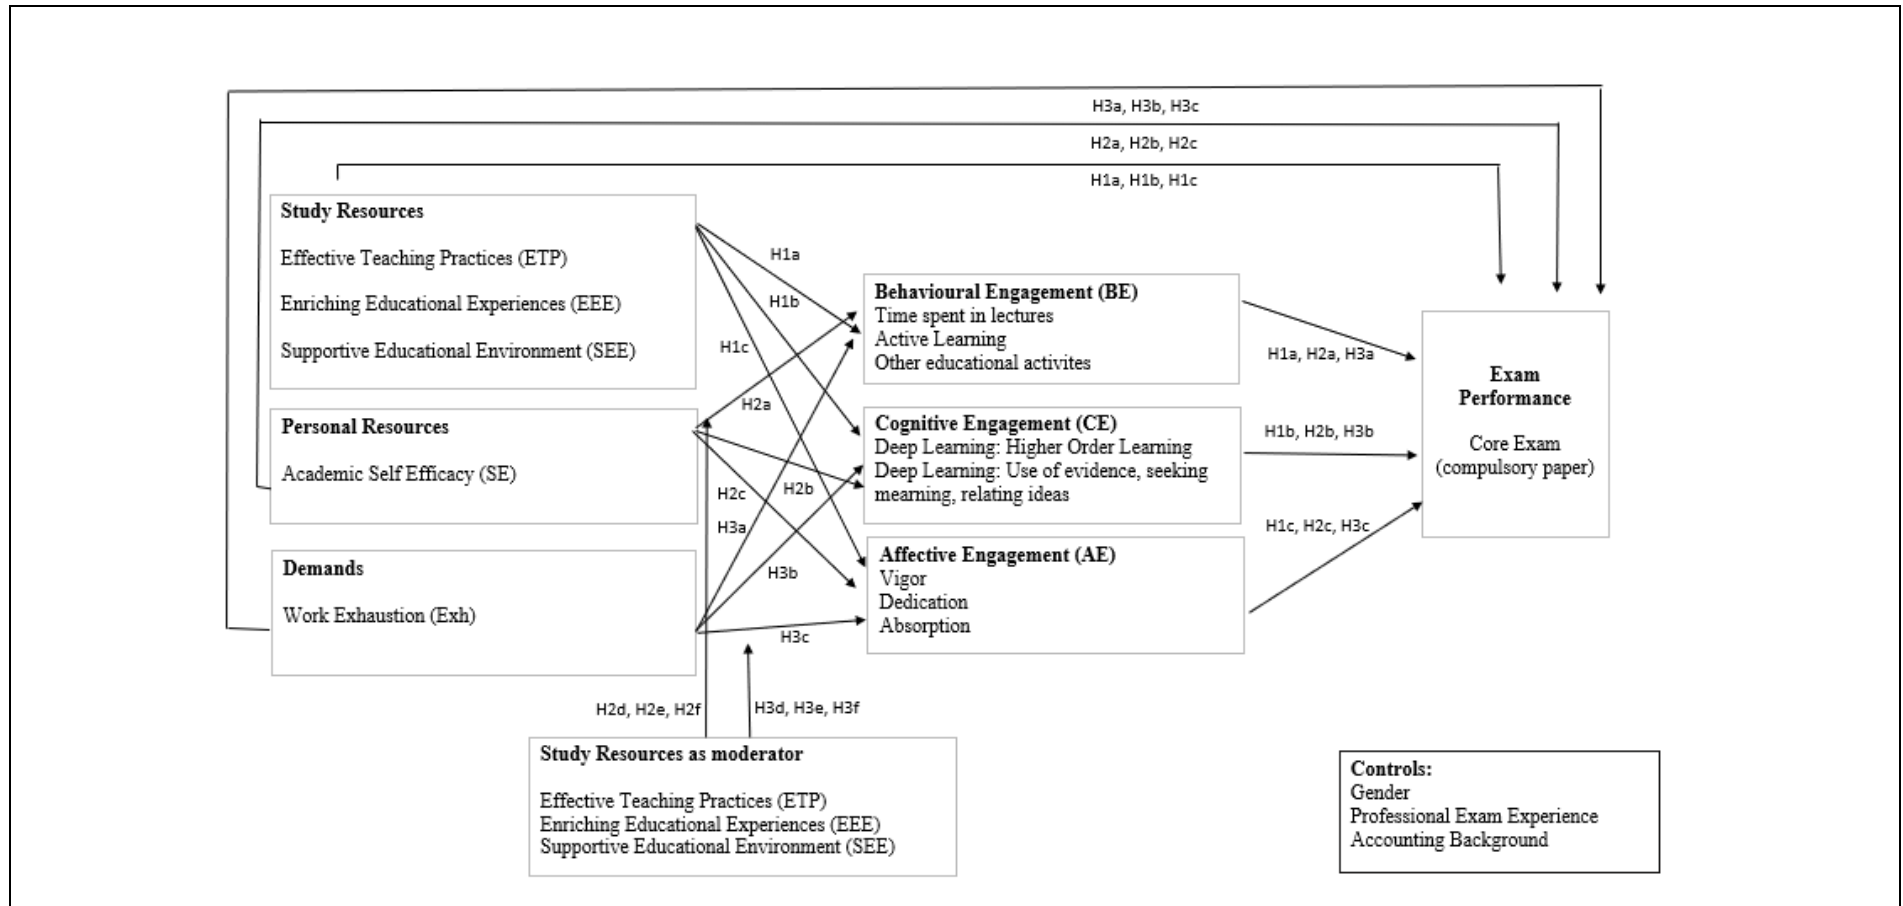 H3a, H3b, H3c
H2a, H2b, H2c
H1a, H1b, H1c
Study Resources
Effective Teaching Practices (ETP)
Enriching Educational Experiences (EEE)
Supportive Educational Environment (SEE)
Personal Resources
Academic Self Efficacy (SE)
Demands
Work Exhaustion (Exh)
H1a
H1b
H1c
H2a
H2b
H2c
H3a
H3b
H3c
Behavioural Engagement (BE)
Time spent in lectures
Active Learning
Other educational activites
Cognitive Engagement (CE)
Deep Learning: Higher Order Learning
Deep Learning: Use of evidence, seeking
mearning, relating ideas
Affective Engagement (AE)
Vigor
Dedication
Absorption
H1a, H2a, H3a
H1b, H2b, H3b
H1c, H2c, H3c
Exam
Performance
Core Exam
(compulsory paper)
H2d, H2e, H2f
H3d, H3e, H3f
Study Resources as moderator
Effective Teaching Practices (ETP)
Enriching Educational Experiences (EEE)
Supportive Educational Environment (SEE)
Controls:
Gender
Professional Exam Experience
Accounting Background